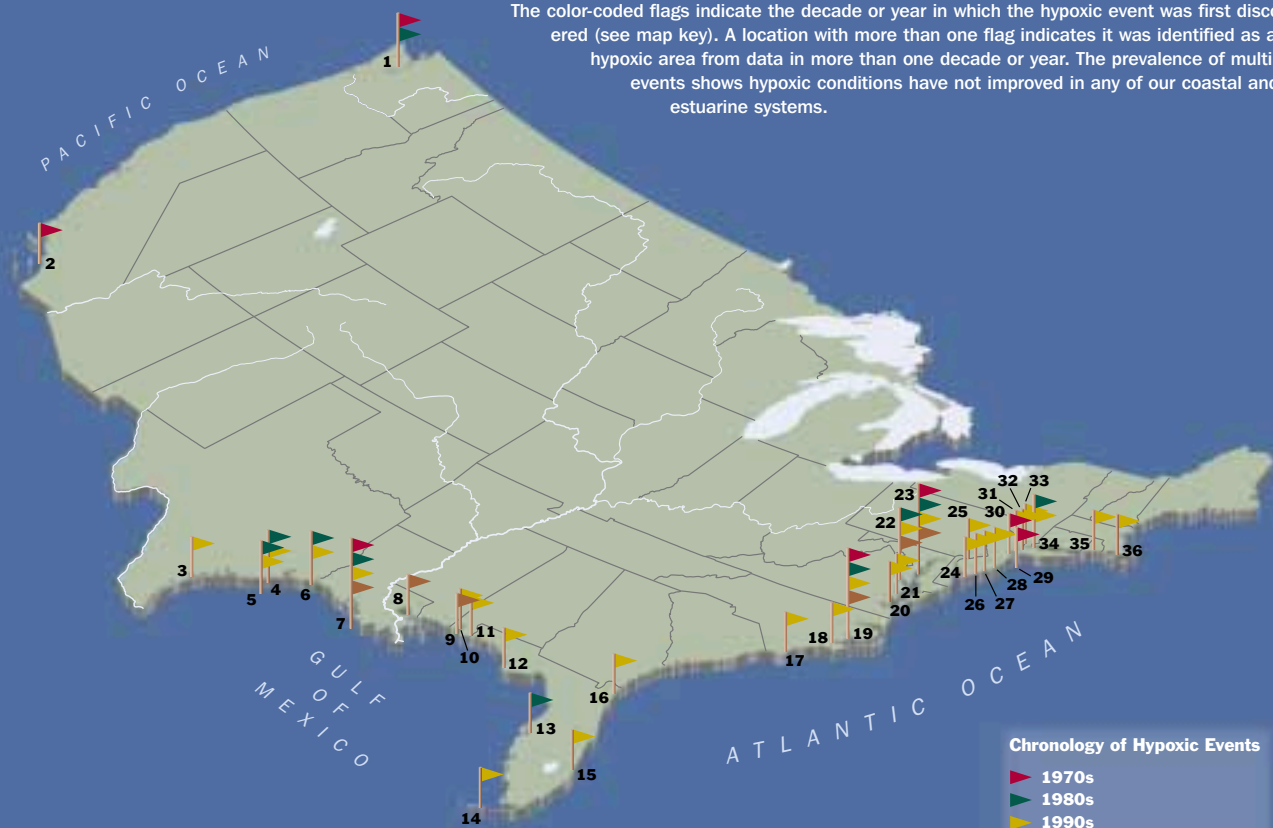 The color-coded flags indicate the decade or year in which the hypoxic event was first disco
ered (see map key). A location with more than one flag indicates it was identified as a
hypoxic area from data in more than one decade or year. The prevalence of multi
events shows hypoxic conditions have not improved in any of our coastal and
estuarine systems.
PACIFIC OCEAN
1
2
3
4
5
6
7
8
9
10
11
12
13
14
15
16
17
18
19
20
21
22
23
24
25
26
27
28
29
30
31
32
33
34
35
36
GULF
OF
MEXICO
ATLANTIC OCEAN
Chronology of Hypoxic Events
1970s
1980s
1990s